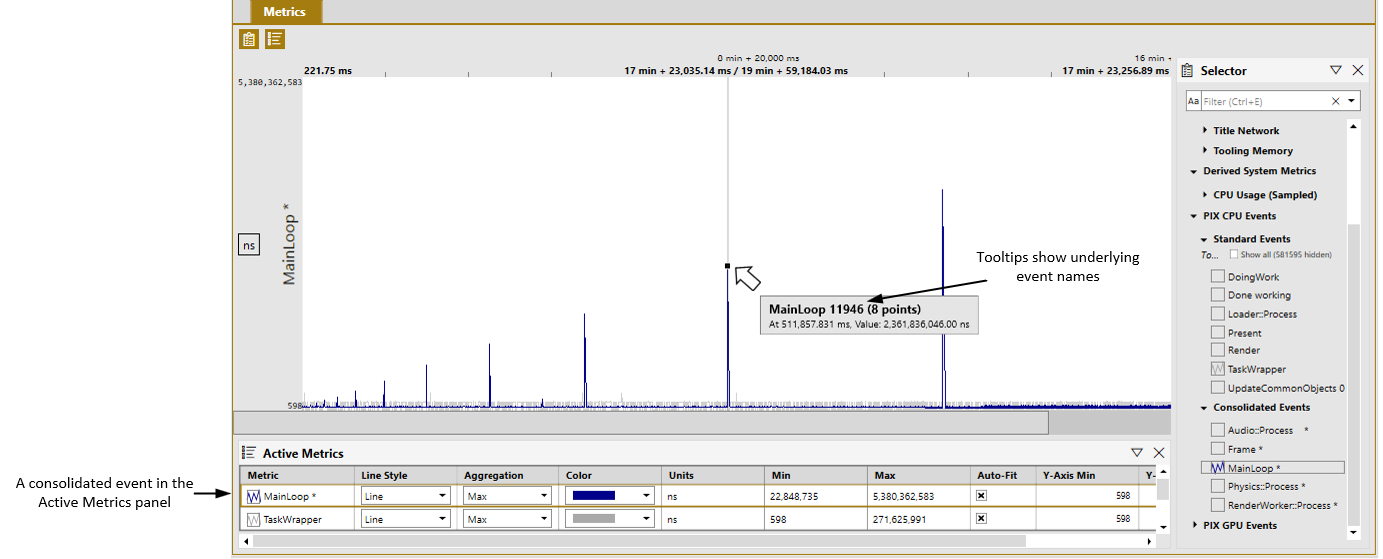 Metrics
8 min + 20,000 ms
16 min +
221.75 ms
17 min + 23,035.14 ms / 19 min + 59,184.03 ms
17 min + 23,256.89 ms
5,380,362,583
ns
MainLoop *
598
Tooltips show underlying
event names
MainLoop 11946 (8 points)
At 511,857.831 ms, Value: 2,361,836,046.00 ns
Selector
Aa Filter (Ctrl+E)
Title Network
Tooling Memory
Derived System Metrics
CPU Usage (Sampled)
PIX CPU Events
Standard Events
To... Show all (581595 hidden)
DoingWork
Done working
Loader::Process
Present
Render
TaskWrapper
UpdateCommonObjects 0
Consolidated Events
Audio::Process *
Frame *
MainLoop *
Physics::Process *
RenderWorker::Process *
PIX GPU Events
A consolidated event in the
Active Metrics panel
Active Metrics
Metric Line Style Aggregation Color Units Min Max Auto-Fit Y-Axis Min Y-
MainLoop * Line Max ns 22,848,735 5,380,362,583 598
TaskWrapper Line Max ns 598 271,625,991 598